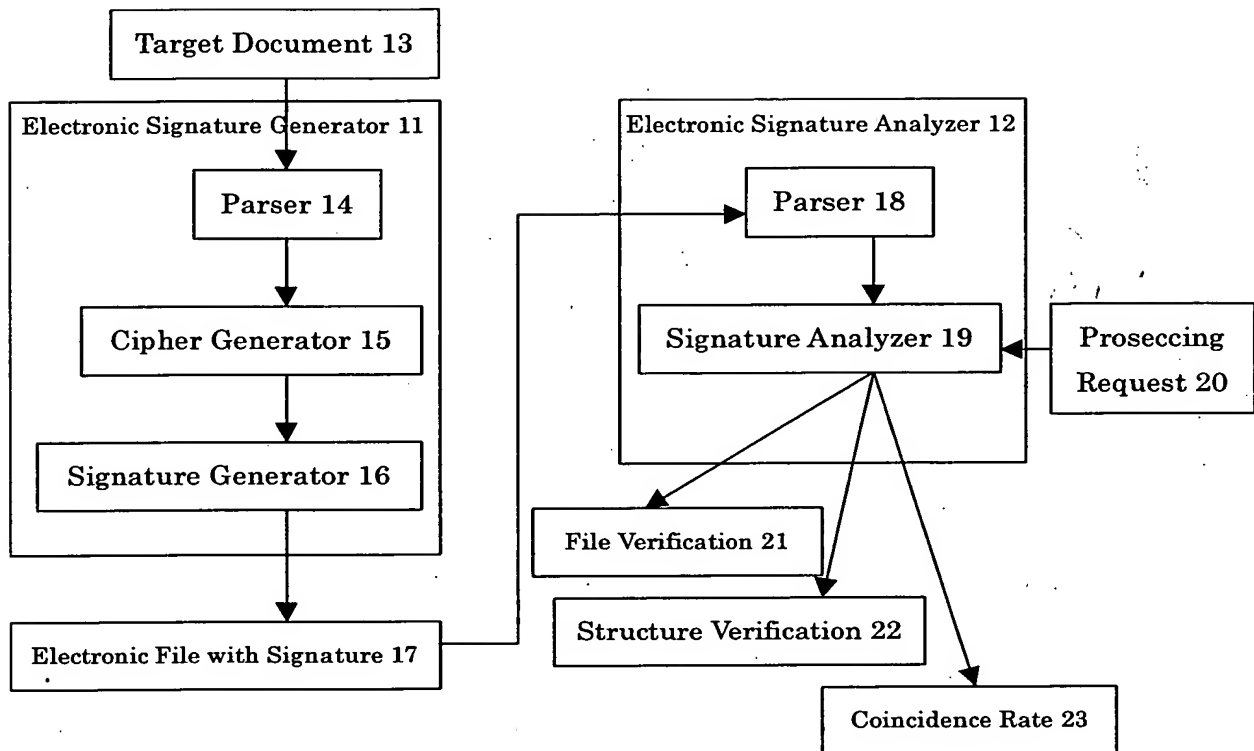 Target Document 13
Electronic Signature Generator 11
Parser 14
Cipher Generator 15
Signature Generator 16
Electronic File with Signature 17
Electronic Signature Analyzer 12
Parser 18
Signature Analyzer 19
Proseccing
Request 20
File Verification 21
Structure Verification 22
Coincidence Rate 23